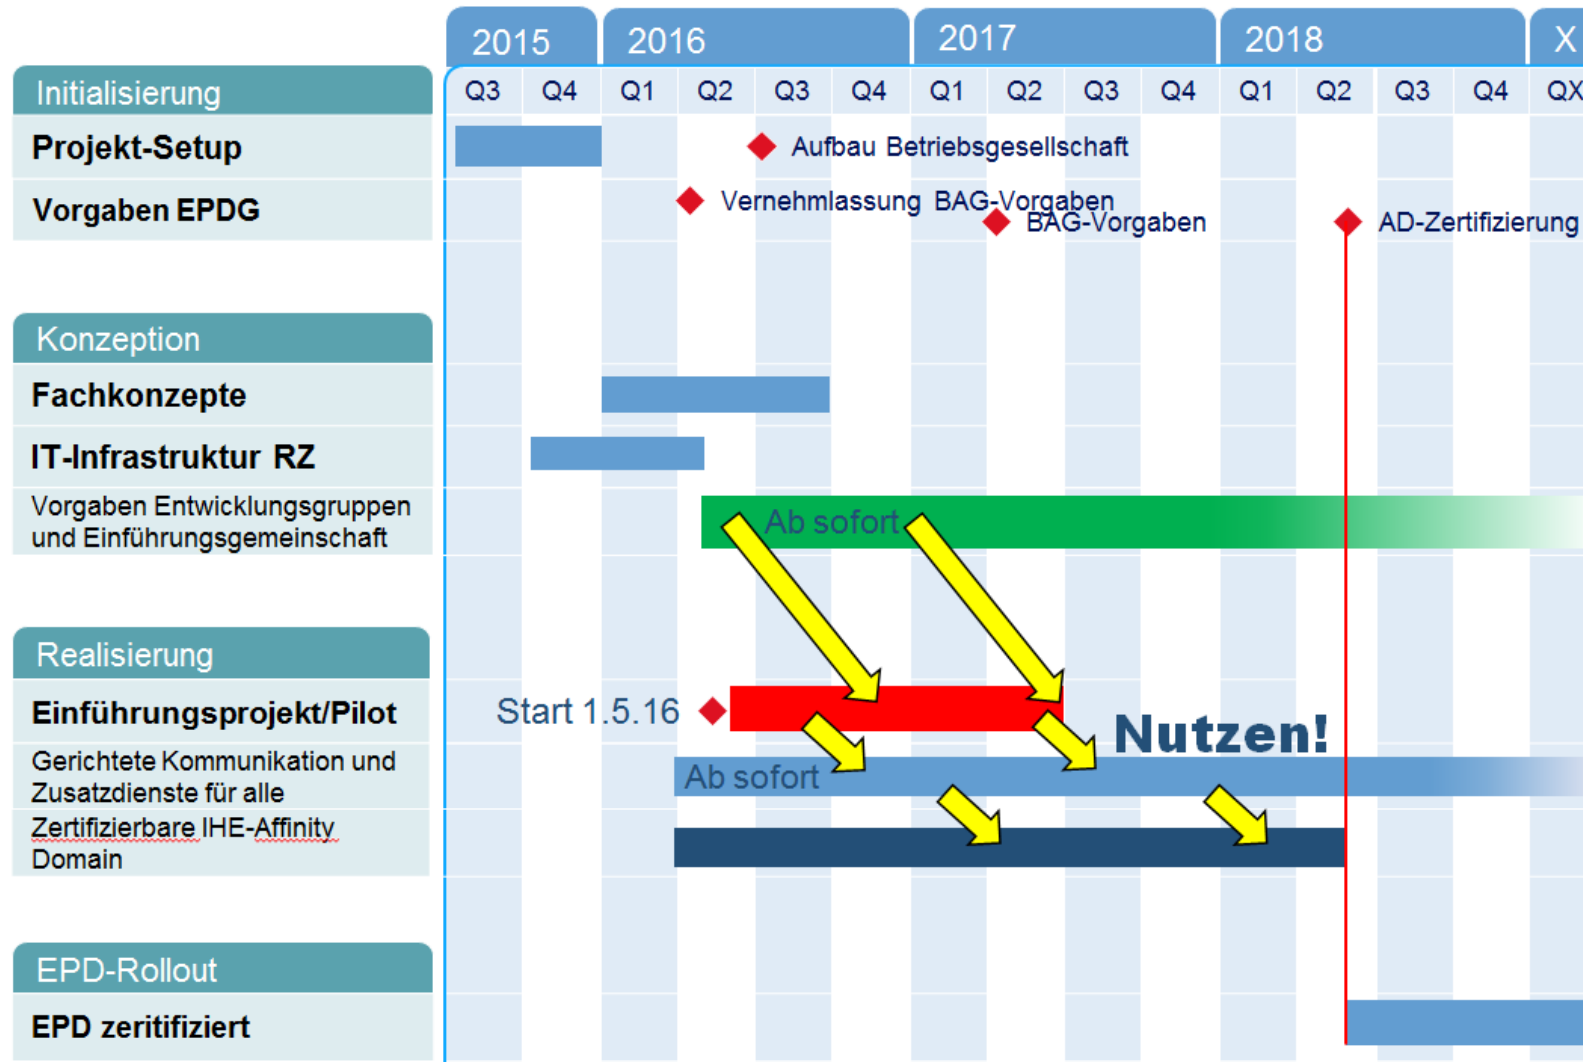 2015 2016 2017 2018 X
Initialisierung Q3 Q4 Q1 Q2 Q3 Q4 Q1 Q2 Q3 Q4 Q1 Q2 Q3 Q4 QX
Projekt-Setup Aufbau Betriebsgesellschaft
Vorgaben EPDG Vernehmlassung BAG-Vorgaben
BAG-Vorgaben AD-Zertifizierung
Konzeption
Fachkonzepte
IT-Infrastruktur RZ
Vorgaben Entwicklungsgruppen
und Einführungsgemeinschaft
Ab sofort
Realisierung
Einführungsprojekt/Pilot Start 1.5.16
Nutzen!
Gerichtete Kommunikation und
Zusatzdienste für alle
Ab sofort
Zertifizierbare IHE-Affinity
Domain
EPD-Rollout
EPD zeritifiziert